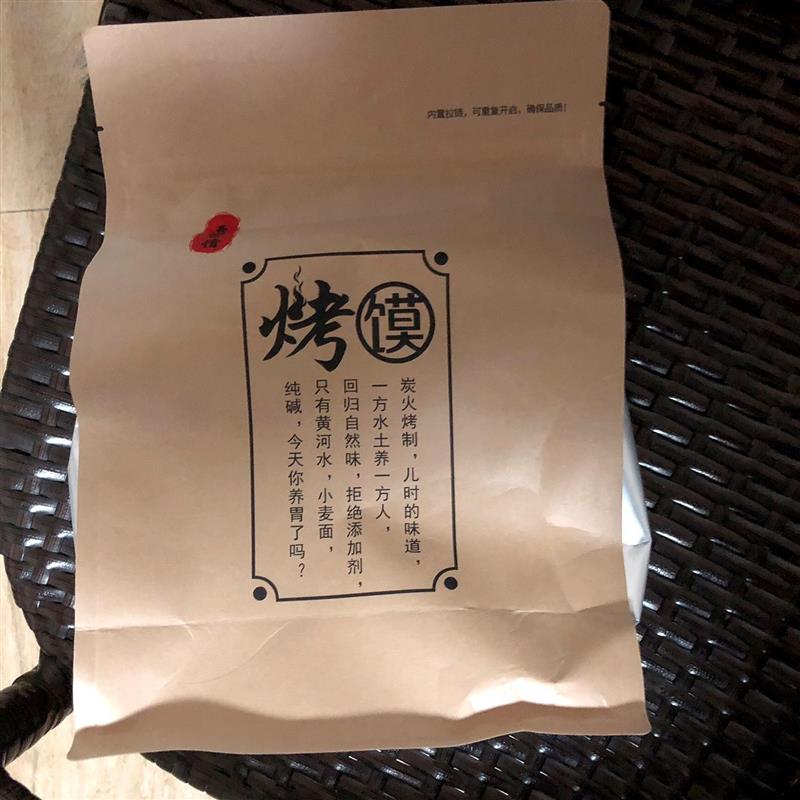 内置拉链，可重复开启，确保品质！
烤馍
炭火烤制，儿时的味道，
一方水土养一方人，
回归自然味，拒绝添加剂，
只有黄河水，小麦面，
纯碱，今天你养胃了吗？